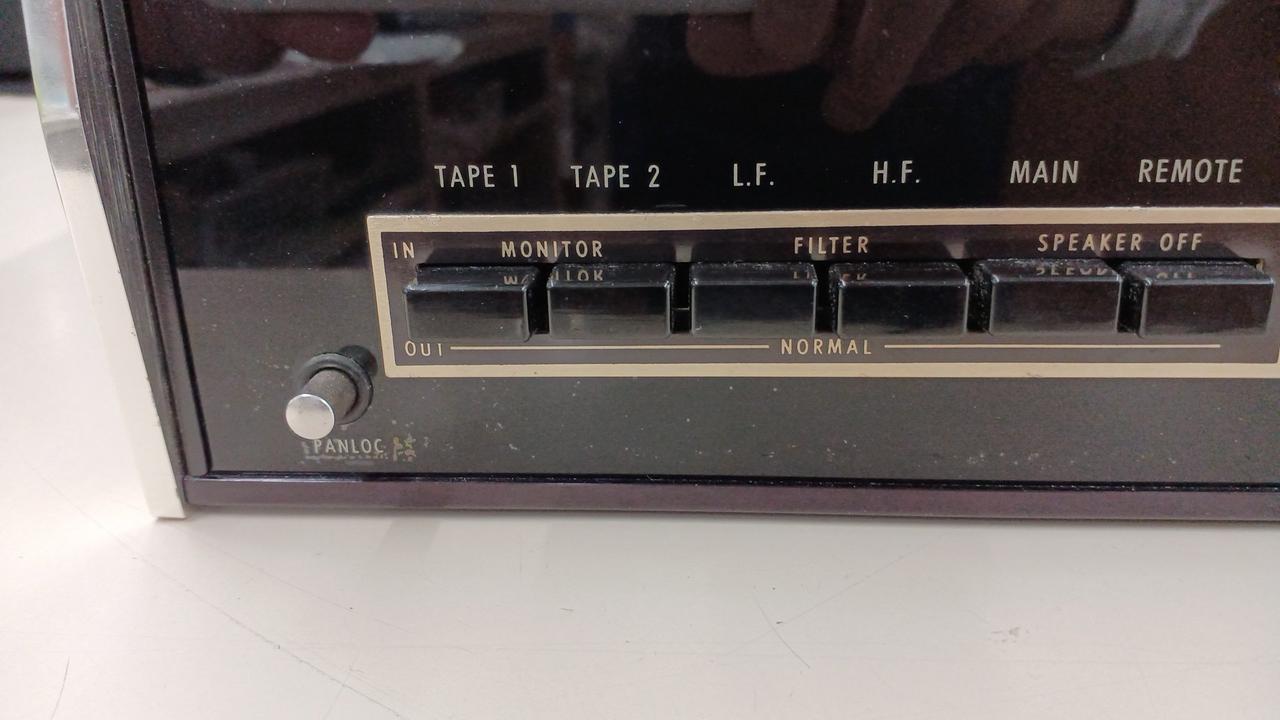 TAPE 1 TAPE 2 L.F. H.F. MAIN REMOTE
IN MONITOR FILTER SPEAKER OFF
OUT NORMAL
PANLOC